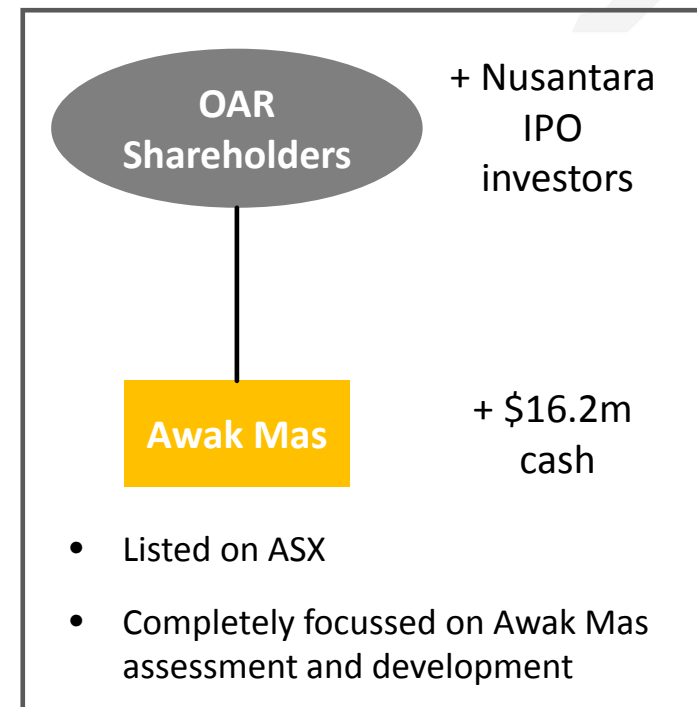 OAR
Shareholders
+ Nusantara
IPO
investors
Awak Mas
+ $16.2m
cash
• Listed on ASX
• Completely focussed on Awak Mas
assessment and development